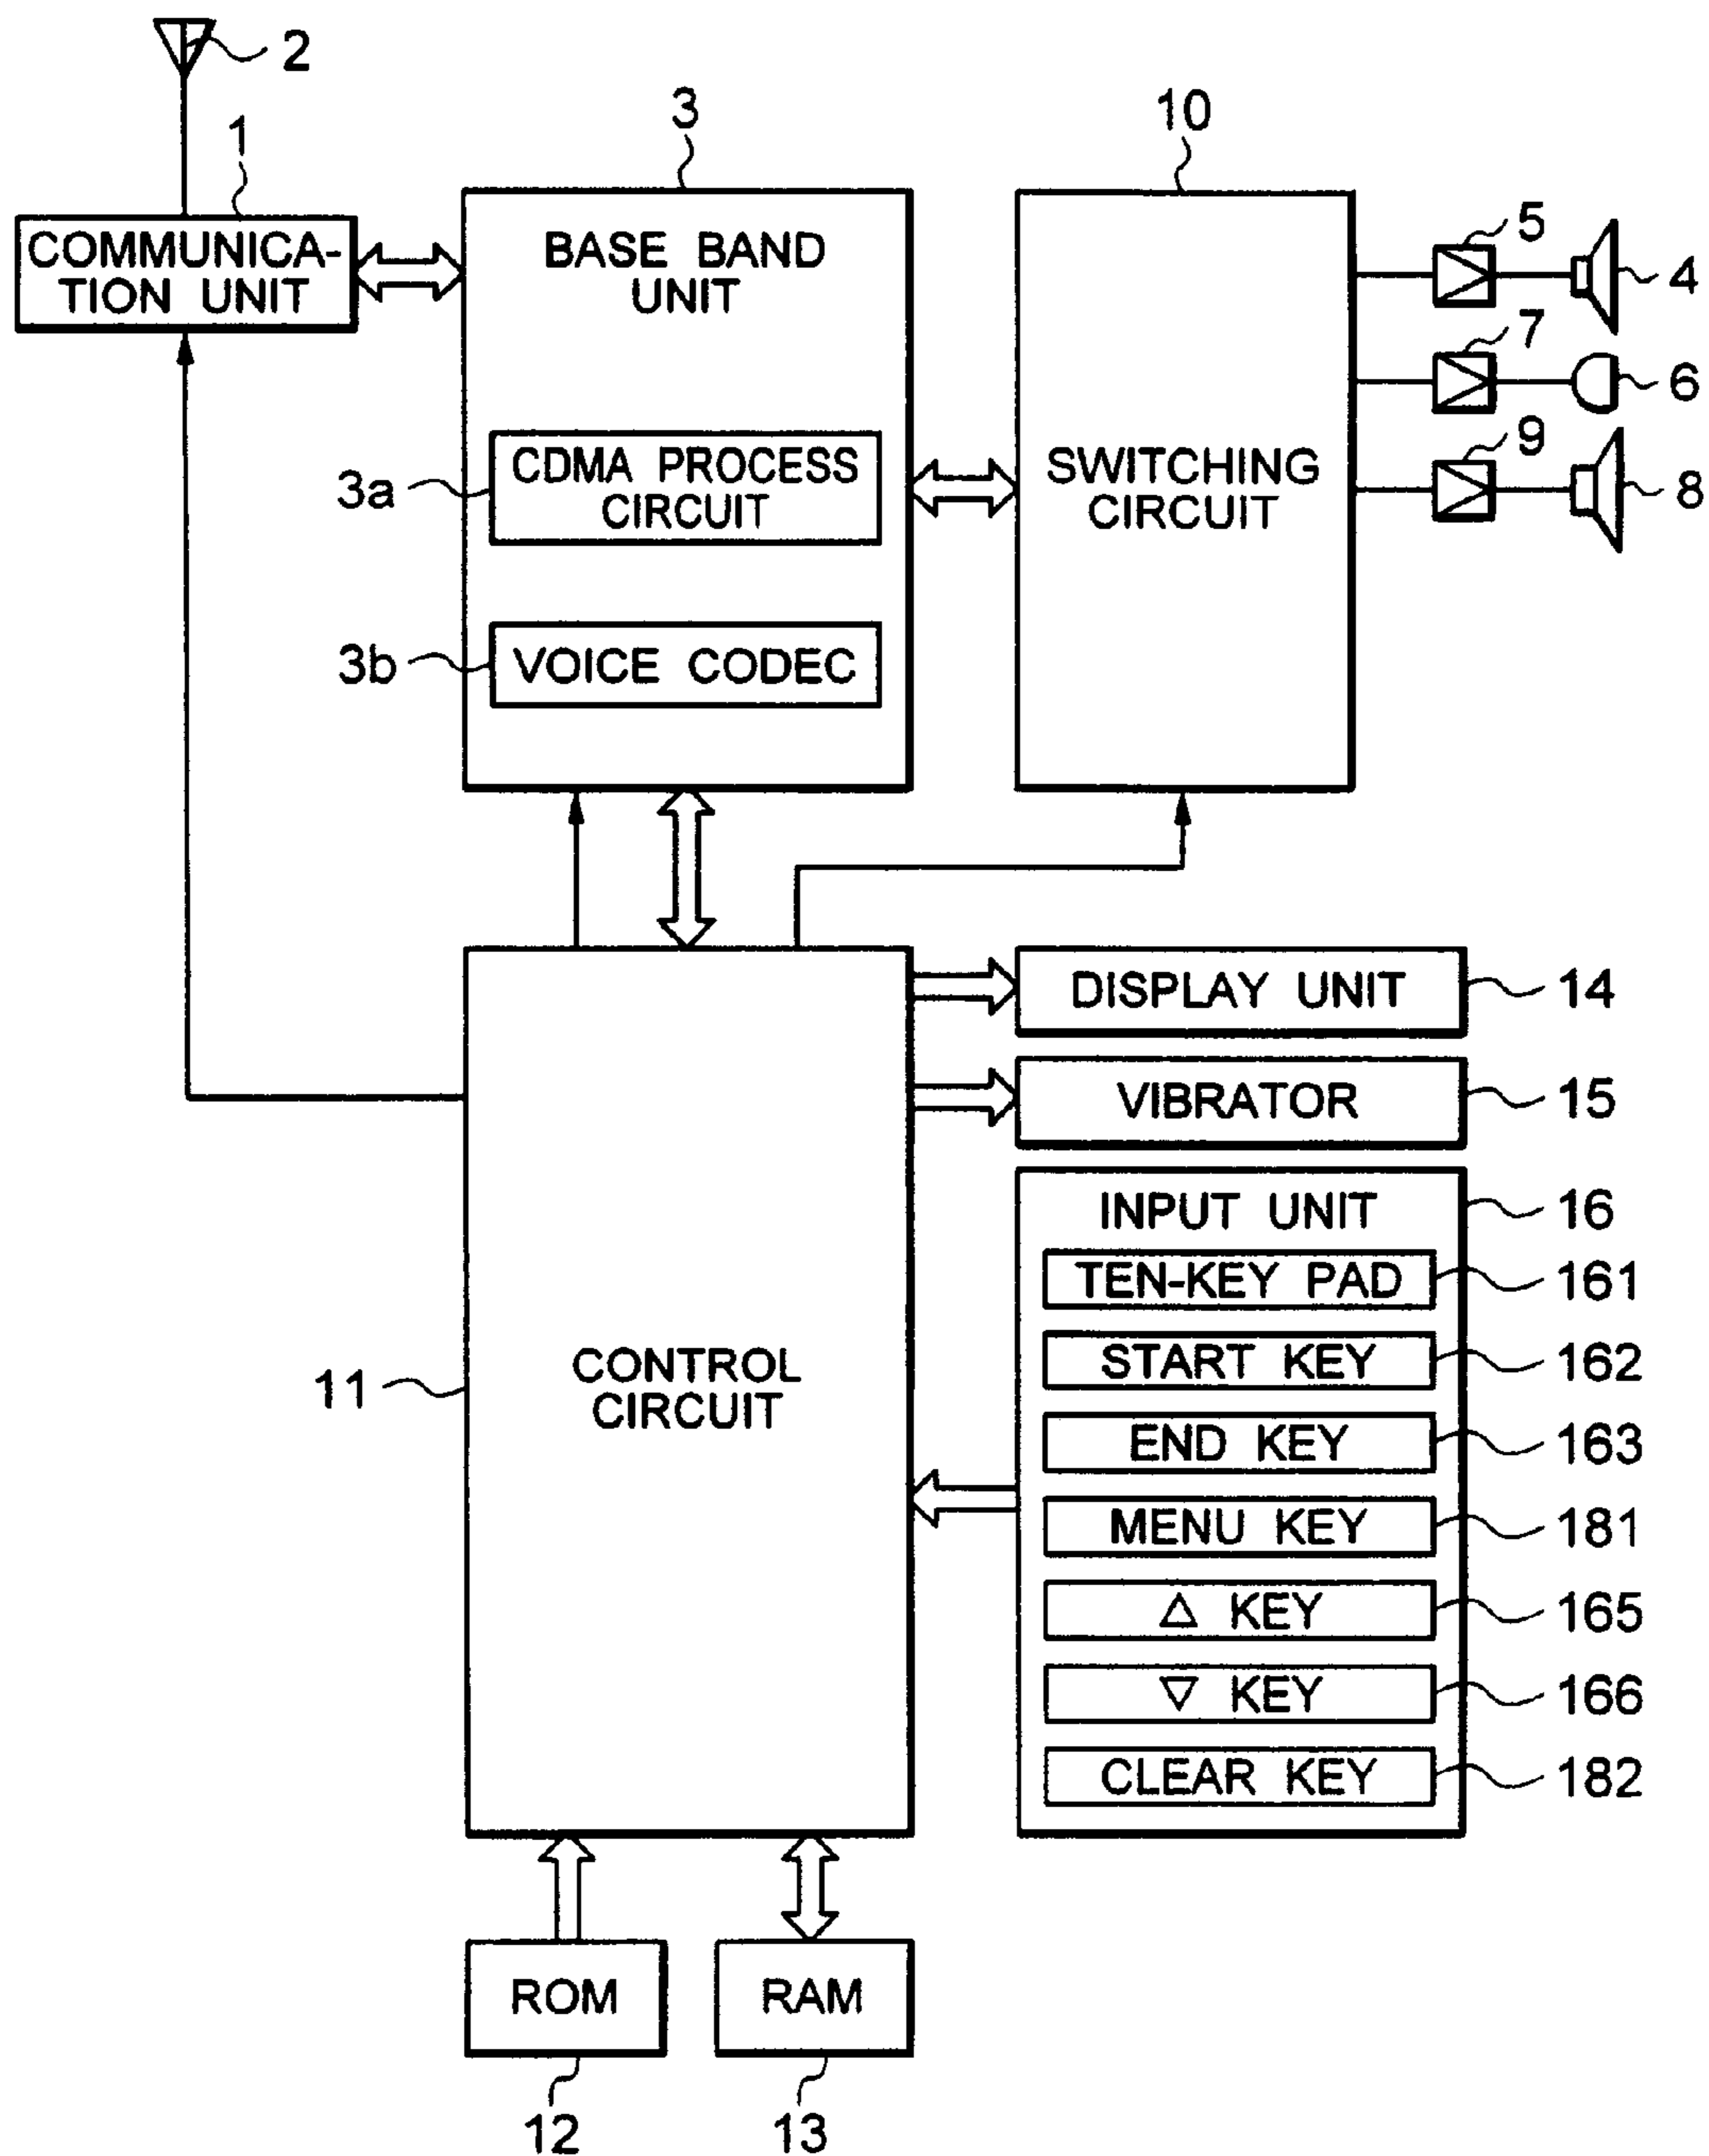 2
1
3
10
COMMUNICA-
TION UNIT
BASE BAND
UNIT
5
4
7
6
9
8
3a
CDMA PROCESS
CIRCUIT
SWITCHING
CIRCUIT
3b
VOICE CODEC
DISPLAY UNIT
14
VIBRATOR
15
INPUT UNIT
16
TEN-KEY PAD
161
START KEY
162
11
CONTROL
CIRCUIT
END KEY
163
MENU KEY
181
△ KEY
165
▽ KEY
166
CLEAR KEY
182
ROM
RAM
12
13